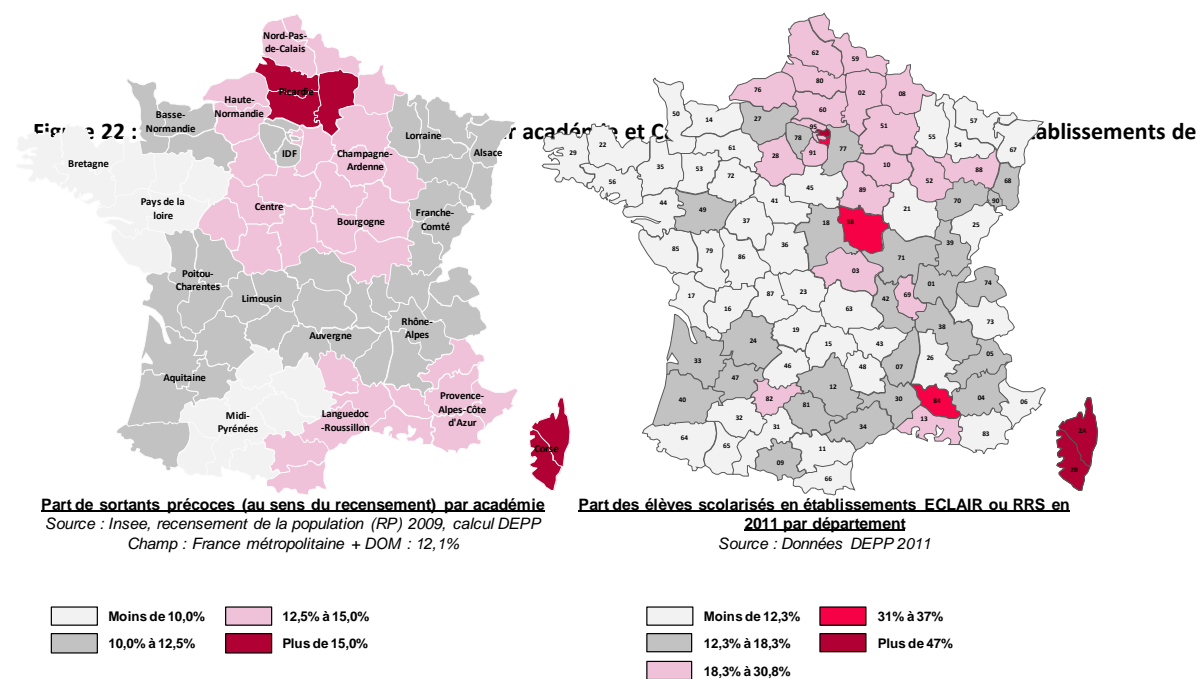 Figure 22 :
r académie et C
tablissements de
Nord-Pas-
de-Calais
Picardie
Haute-
Normandie
Basse-
Normandie
IDF
Champagne-
Ardenne
Lorraine
Alsace
Bretagne
Pays de la
loire
Centre
Bourgogne
Franche-
Comté
Poitou-
Charentes
Limousin
Auvergne
Rhône-
Alpes
Aquitaine
Midi-
Pyrénées
Languedoc
-Roussillon
Provence-
Alpes-Côte
d'Azur
Corse
62
59
80
76
02
08
60
50
14
27
95
51
57
55
54
67
78
77
61
91
28
10
29
22
35
53
72
52
88
68
56
45
89
70
90
44
49
41
21
25
37
18
58
39
85
79
86
36
71
03
01
74
17
16
87
23
42
69
63
38
73
19
15
43
24
33
26
05
46
48
07
47
12
40
82
30
84
04
06
81
13
32
31
34
83
64
65
11
09
66
2A
2B
Part de sortants précoces (au sens du recensement) par académie
Source : Insee, recensement de la population (RP) 2009, calcul DEPP
Champ : France métropolitaine + DOM : 12,1%
Part des élèves scolarisés en établissements ECLAIR ou RRS en
2011 par département
Source : Données DEPP 2011
Moins de 10,0%
12,5% à 15,0%
10,0% à 12,5%
Plus de 15,0%
Moins de 12,3%
31% à 37%
12,3% à 18,3%
Plus de 47%
18,3% à 30,8%